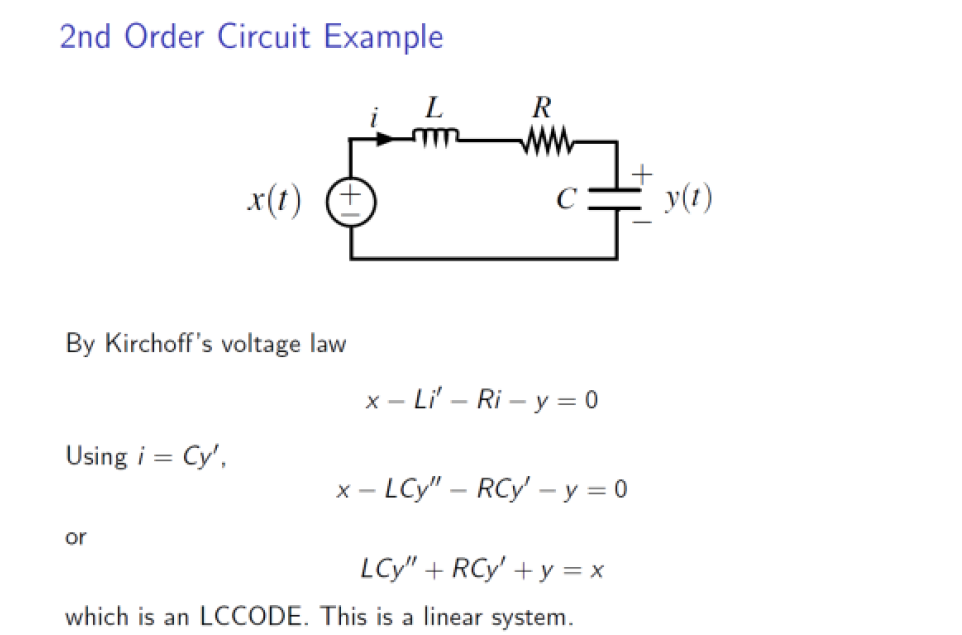 2nd Order Circuit Example
i L R
x(t) + − C + − y(t)
By Kirchoff's voltage law
x − Li′ − Ri − y = 0
Using i = Cy′,
x − LCy″ − RCy′ − y = 0
or
LCy″ + RCy′ + y = x
which is an LCCODE. This is a linear system.